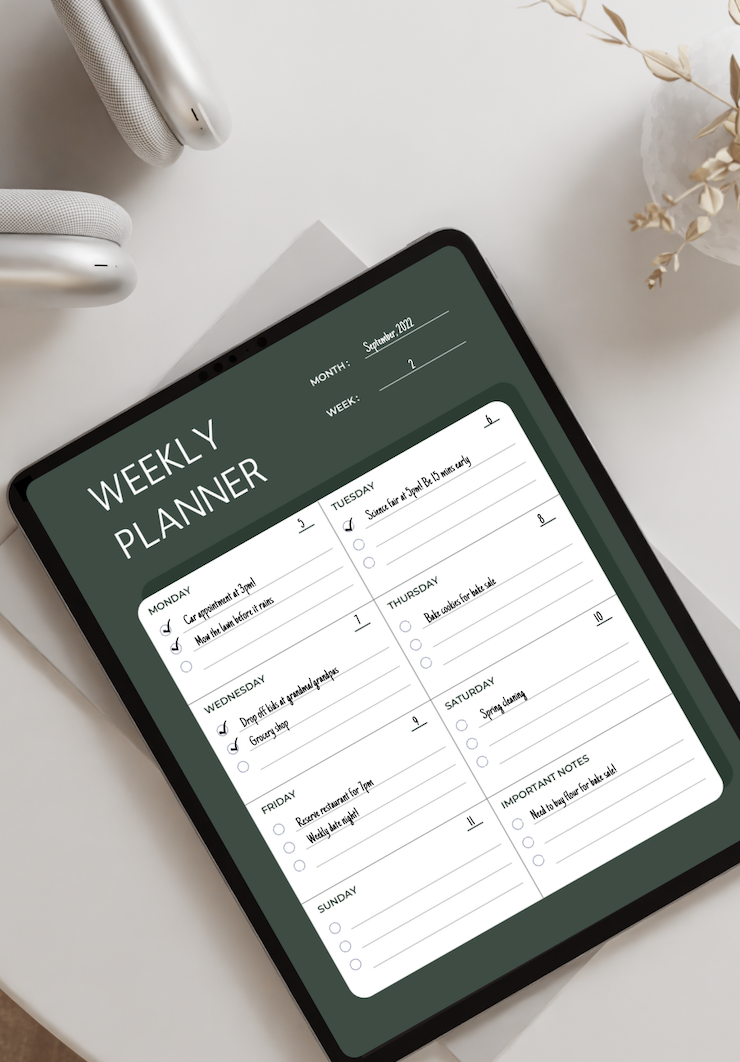 WEEKLY
PLANNER
MONTH: September, 2022
WEEK: 2
MONDAY 5
Car appointment at 3pm!
Mow the lawn before it rains
TUESDAY 6
Science fair at 5pm! Be 15 mins early
WEDNESDAY 7
Drop off kids at grandma/grandpas
Grocery shop
THURSDAY 8
Bake cookies for bake sale
FRIDAY 9
Reserve restaurant for 7pm
Weekly date night!
SATURDAY 10
Spring cleaning
SUNDAY 11
IMPORTANT NOTES
Need to buy flour for bake sale!